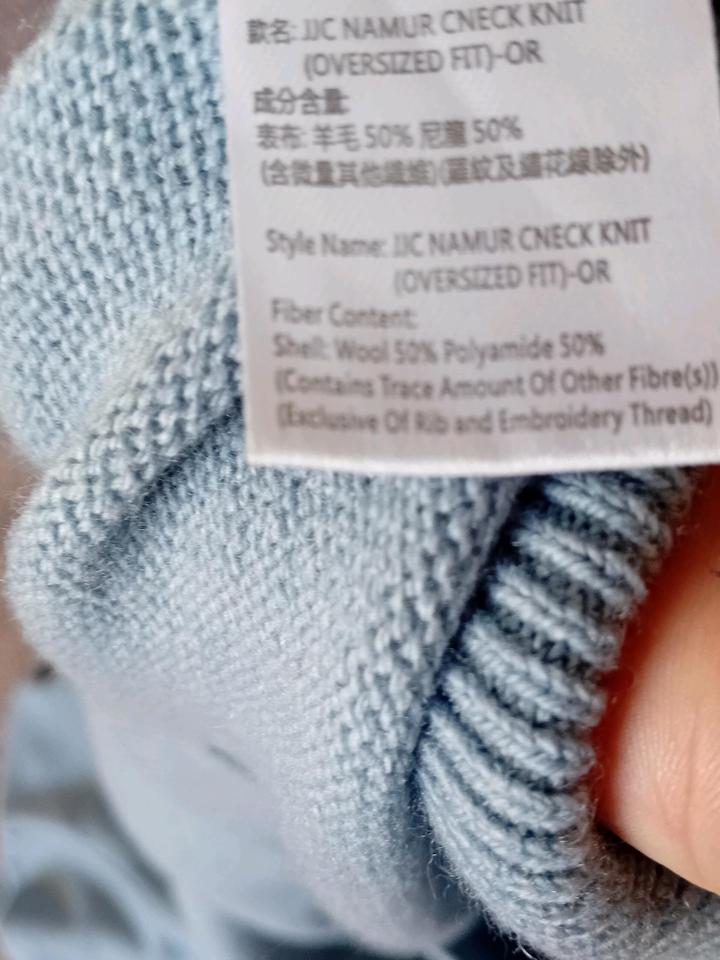 款名: JJC NAMUR CNECK KNIT
(OVERSIZED FIT)-OR
成分含量:
表布: 羊毛 50% 尼龍 50%
(含微量其他纖維)(羅紋及繡花線除外)
Style Name: JJC NAMUR CNECK KNIT
(OVERSIZED FIT)-OR
Fiber Content:
Shell: Wool 50% Polyamide 50%
(Contains Trace Amount Of Other Fibre(s))
(Exclusive Of Rib and Embroidery Thread)